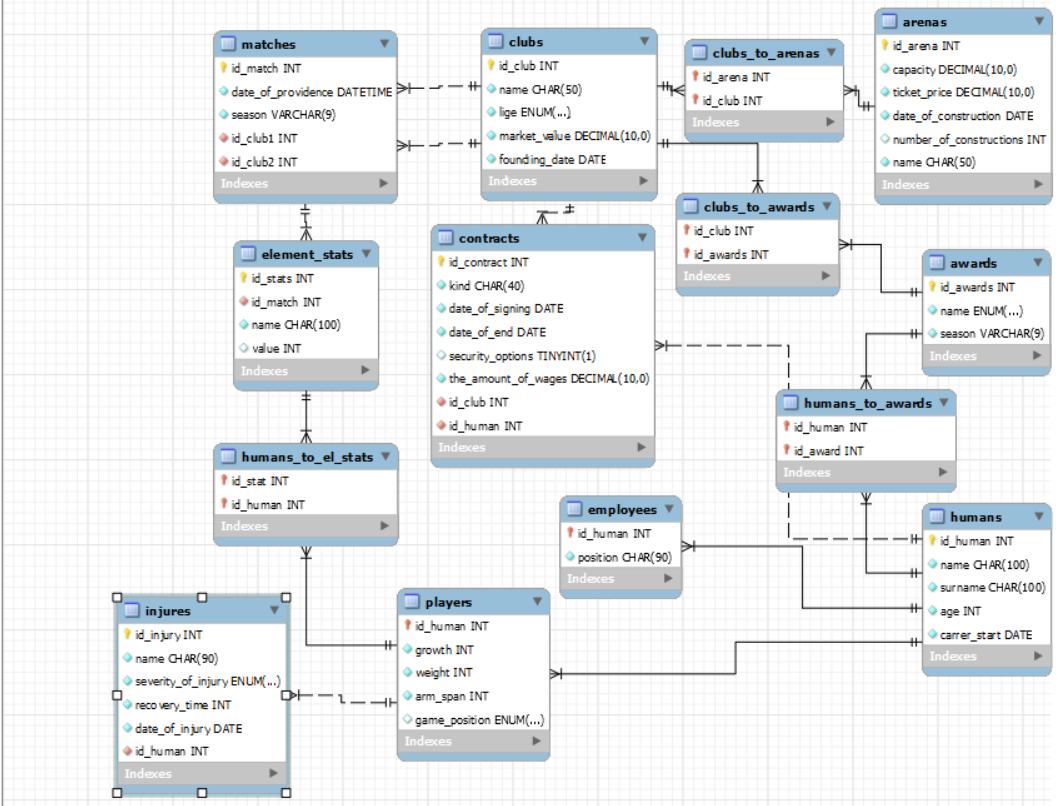 matches
id_match INT
date_of_providence DATETIME
season VARCHAR(9)
id_club1 INT
id_club2 INT
Indexes
clubs
id_club INT
name CHAR(50)
lige ENUM(...)
market_value DECIMAL(10,0)
founding_date DATE
Indexes
clubs_to_arenas
id_arena INT
id_club INT
Indexes
arenas
id_arena INT
capacity DECIMAL(10,0)
ticket_price DECIMAL(10,0)
date_of_construction DATE
number_of_constructions INT
name CHAR(50)
Indexes
clubs_to_awards
id_club INT
id_awards INT
Indexes
element_stats
id_stats INT
id_match INT
name CHAR(100)
value INT
Indexes
contracts
id_contract INT
kind CHAR(40)
date_of_signing DATE
date_of_end DATE
security_options TINYINT(1)
the_amount_of_wages DECIMAL(10,0)
id_club INT
id_human INT
Indexes
awards
id_awards INT
name ENUM(...)
season VARCHAR(9)
Indexes
humans_to_awards
id_human INT
id_award INT
Indexes
humans_to_el_stats
id_stat INT
id_human INT
Indexes
employees
id_human INT
position CHAR(90)
Indexes
humans
id_human INT
name CHAR(100)
surname CHAR(100)
age INT
carrer_start DATE
Indexes
injures
id_injury INT
name CHAR(90)
severity_of_injury ENUM(...)
recovery_time INT
date_of_injury DATE
id_human INT
Indexes
players
id_human INT
growth INT
weight INT
arm_span INT
game_position ENUM(...)
Indexes